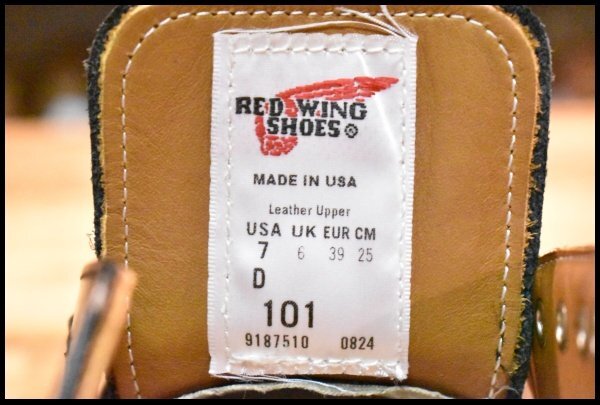 RED WING
SHOES®
MADE IN USA
Leather Upper
USA UK EUR CM
7 6 39 25
D
101
9187510 0824